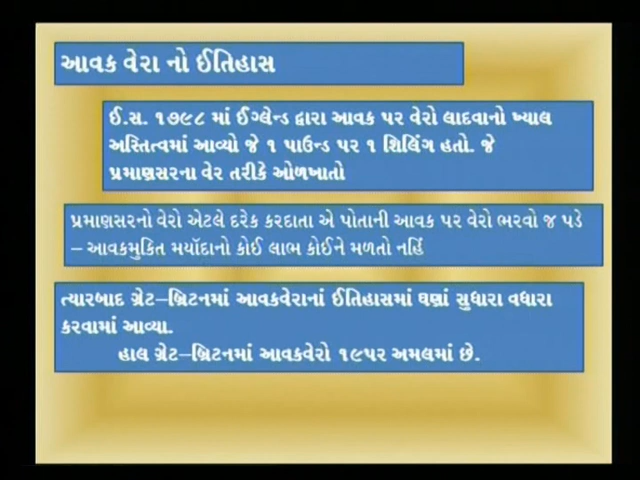 આવક વેરા નો ઈતિહાસ
ઈ.સ. ૧૭૯૮ માં ઈંગ્લેન્ડ દ્વારા આવક પર વેરો લાદવાનો ખ્યાલ
અસ્તિત્વમાં આવ્યો જે ૧ પાઉન્ડ પર ૧ શિલિંગ હતો. જે
પ્રમાણસરના વેર તરીકે ઓળખાતો
પ્રમાણસરનો વેરો એટલે દરેક કરદાતા એ પોતાની આવક પર વેરો ભરવો જ પડે
– આવકમુકિત મર્યાદાનો કોઈ લાભ કોઈને મળતો નહિં
ત્યારબાદ ગ્રેટ–બ્રિટનમાં આવકવેરાનાં ઈતિહાસમાં ઘણાં સુધારા વધારા
કરવામાં આવ્યા.
હાલ ગ્રેટ–બ્રિટનમાં આવકવેરો ૧૯૫૨ અમલમાં છે.